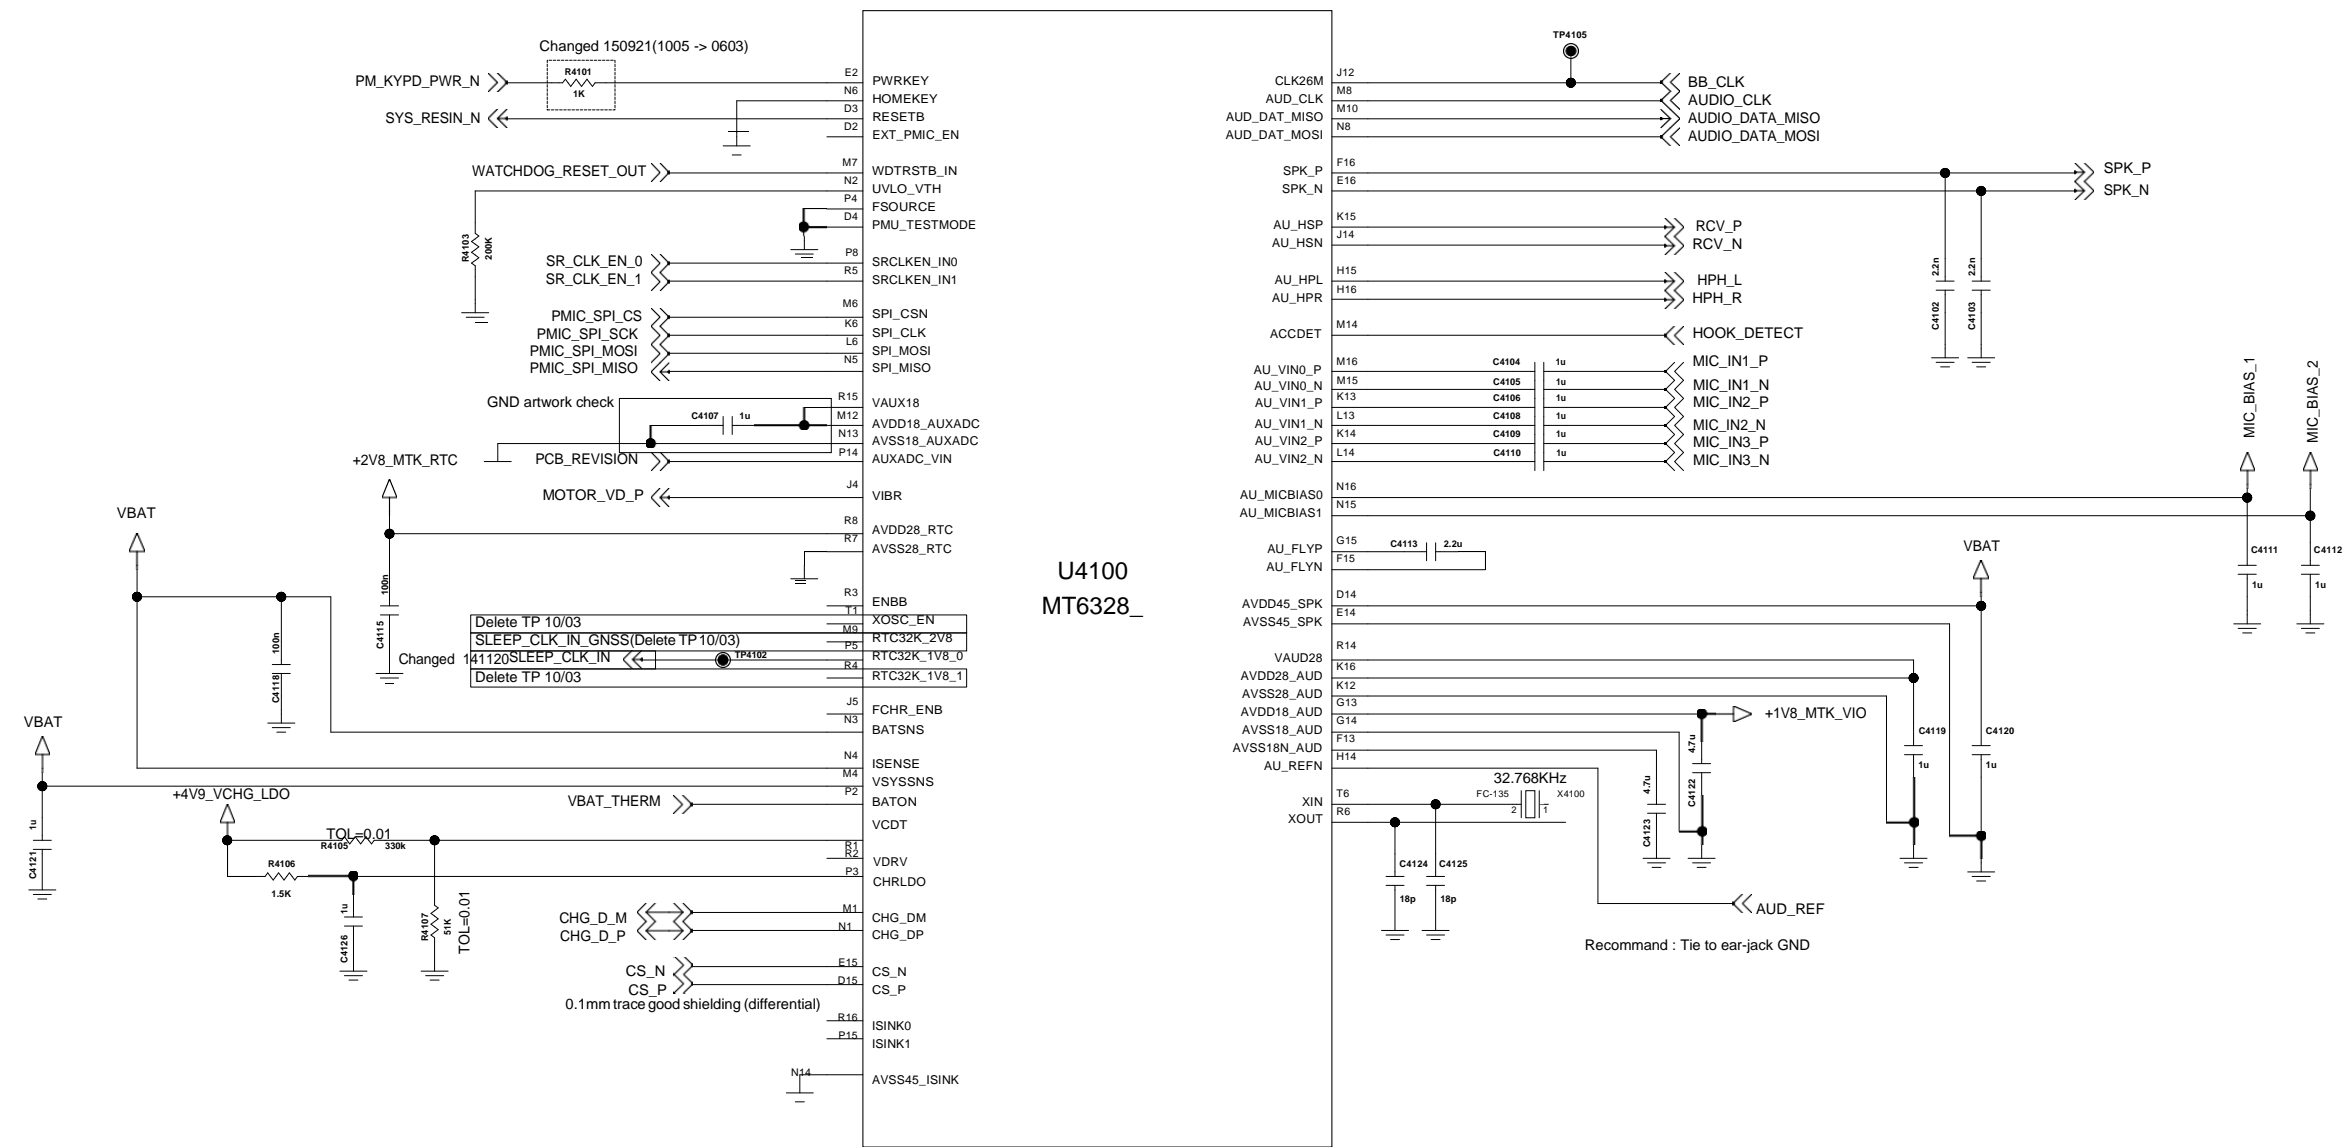 Changed 150921(1005 -> 0603)
PM_KYPD_PWR_N
R4101
1K
E2
PWRKEY
N6
HOMEKEY
SYS_RESIN_N
D3
RESETB
D2
EXT_PMIC_EN
WATCHDOG_RESET_OUT
M7
WDTRSTB_IN
N2
UVLO_VTH
P4
FSOURCE
D4
PMU_TESTMODE
R4103
200K
SR_CLK_EN_0
P8
SRCLKEN_IN0
SR_CLK_EN_1
R5
SRCLKEN_IN1
PMIC_SPI_CS
M6
SPI_CSN
PMIC_SPI_SCK
K6
SPI_CLK
PMIC_SPI_MOSI
L6
SPI_MOSI
PMIC_SPI_MISO
N5
SPI_MISO
GND artwork check
R15
VAUX18
C4107
1u
M12
AVDD18_AUXADC
N13
AVSS18_AUXADC
+2V8_MTK_RTC
PCB_REVISION
P14
AUXADC_VIN
MOTOR_VD_P
J4
VIBR
VBAT
R8
AVDD28_RTC
R7
AVSS28_RTC
100n
C4115
R3
ENBB
T1
Delete TP 10/03
XOSC_EN
M9
SLEEP_CLK_IN_GNSS(Delete TP 10/03)
RTC32K_2V8
P5
Changed 141120
SLEEP_CLK_IN
TP4102
RTC32K_1V8_0
R4
Delete TP 10/03
RTC32K_1V8_1
100n
C4118
J5
FCHR_ENB
N3
BATSNS
VBAT
N4
ISENSE
M4
VSYSSNS
+4V9_VCHG_LDO
VBAT_THERM
P2
BATON
1u
C4121
TOL=0.01
R4105
330k
VCDT
R1
R2
VDRV
R4106
1.5K
P3
CHRLDO
1u
C4126
R4107
51K
TOL=0.01
CHG_D_M
M1
CHG_DM
CHG_D_P
N1
CHG_DP
CS_N
E15
CS_N
CS_P
D15
CS_P
0.1mm trace good shielding (differential)
R16
ISINK0
P15
ISINK1
N14
AVSS45_ISINK
U4100
MT6328_
TP4105
CLK26M
J12
BB_CLK
AUD_CLK
M8
AUDIO_CLK
AUD_DAT_MISO
M10
AUDIO_DATA_MISO
AUD_DAT_MOSI
N8
AUDIO_DATA_MOSI
SPK_P
F16
SPK_P
SPK_N
E16
SPK_N
AU_HSP
K15
RCV_P
AU_HSN
J14
RCV_N
AU_HPL
H15
HPH_L
AU_HPR
H16
HPH_R
2.2n
C4102
2.2n
C4103
ACCDET
M14
HOOK_DETECT
AU_VIN0_P
M16
C4104
1u
MIC_IN1_P
AU_VIN0_N
M15
C4105
1u
MIC_IN1_N
AU_VIN1_P
K13
C4106
1u
MIC_IN2_P
AU_VIN1_N
L13
C4108
1u
MIC_IN2_N
AU_VIN2_P
K14
C4109
1u
MIC_IN3_P
AU_VIN2_N
L14
C4110
1u
MIC_IN3_N
MIC_BIAS_1
MIC_BIAS_2
AU_MICBIAS0
N16
AU_MICBIAS1
N15
C4111
1u
C4112
1u
AU_FLYP
G15
C4113
2.2u
AU_FLYN
F15
VBAT
AVDD45_SPK
D14
AVSS45_SPK
E14
VAUD28
R14
AVDD28_AUD
K16
AVSS28_AUD
K12
AVDD18_AUD
G13
+1V8_MTK_VIO
AVSS18_AUD
G14
AVSS18N_AUD
F13
AU_REFN
H14
4.7u
C4122
4.7u
C4123
C4119
1u
C4120
1u
32.768KHz
XIN
T6
FC-135
2
1
X4100
XOUT
R6
C4124
18p
C4125
18p
AUD_REF
Recommand : Tie to ear-jack GND